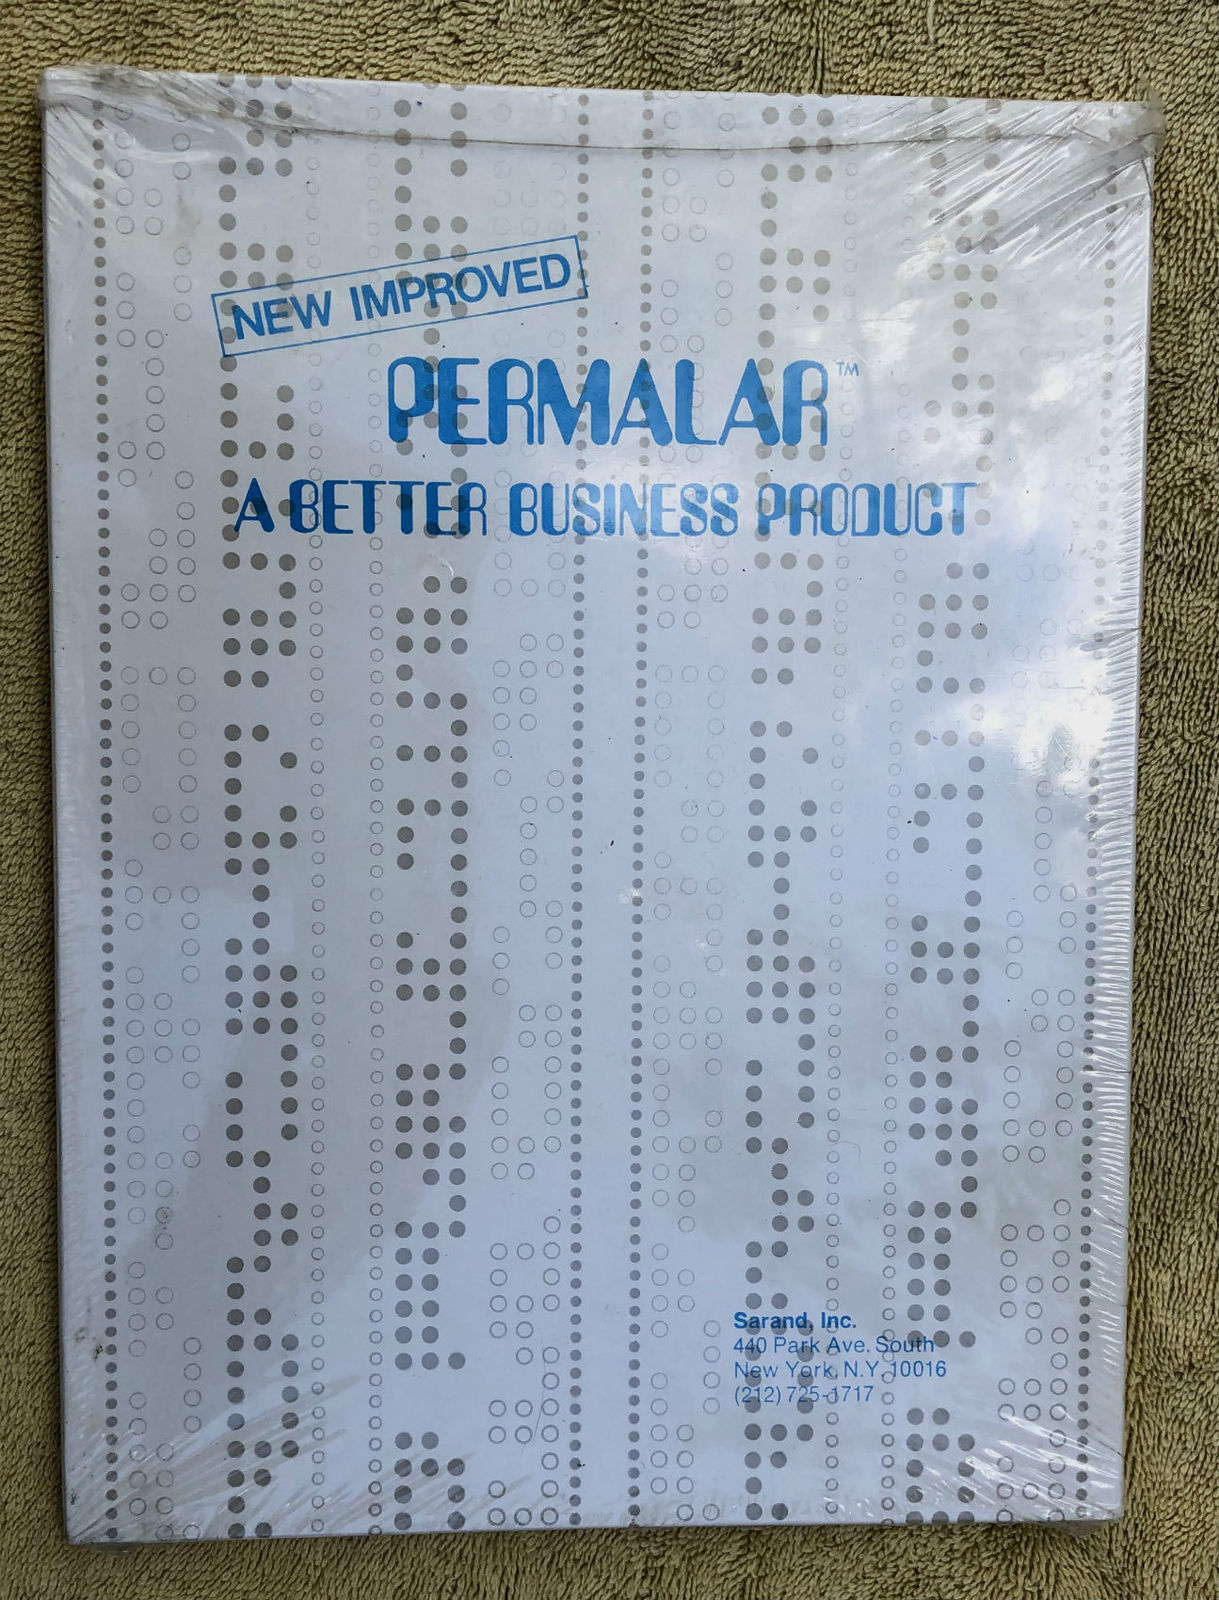 NEW IMPROVED
PERMALAR™
A BETTER BUSINESS PRODUCT
Sarand, Inc.
440 Park Ave. South
New York, N.Y. 10016
(212) 725-1717